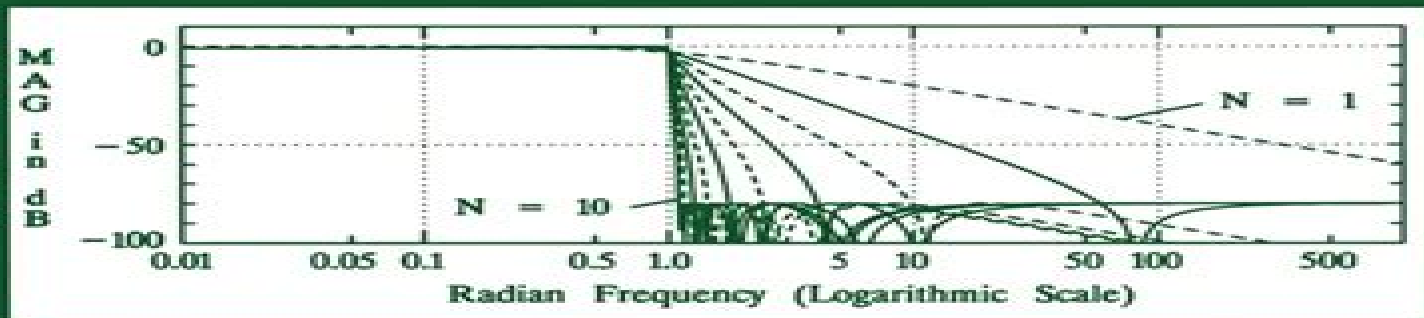 MAG in dB
0
−50
−100
N = 1
N = 10
0.01 0.05 0.1 0.5 1.0 5 10 50 100 500
Radian Frequency (Logarithmic Scale)